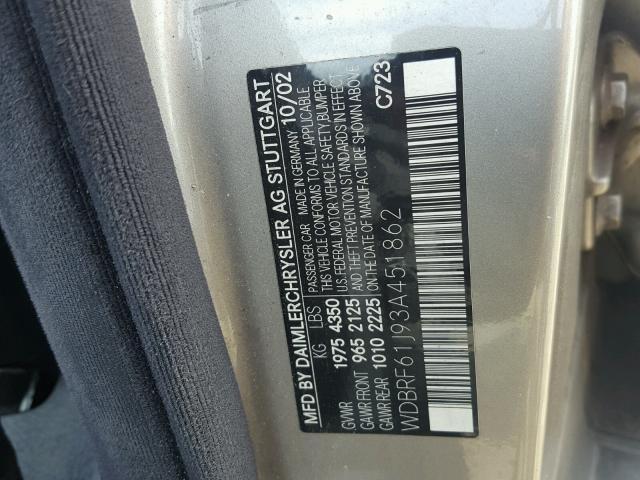 MFD BY DAIMLERCHRYSLER AG STUTTGART
PASSENGER CAR MADE IN GERMANY 10/02
KG LBS THIS VEHICLE CONFORMS TO ALL APPLICABLE
GVWR 1975 4350 U.S. FEDERAL MOTOR VEHICLE SAFETY,BUMPER
GAWR FRONT 965 2125 AND THEFT PREVENTION STANDARDS IN EFFECT
GAWR REAR 1010 2225 ON THE DATE OF MANUFACTURE SHOWN ABOVE
WDBRF61J93A451862 C723